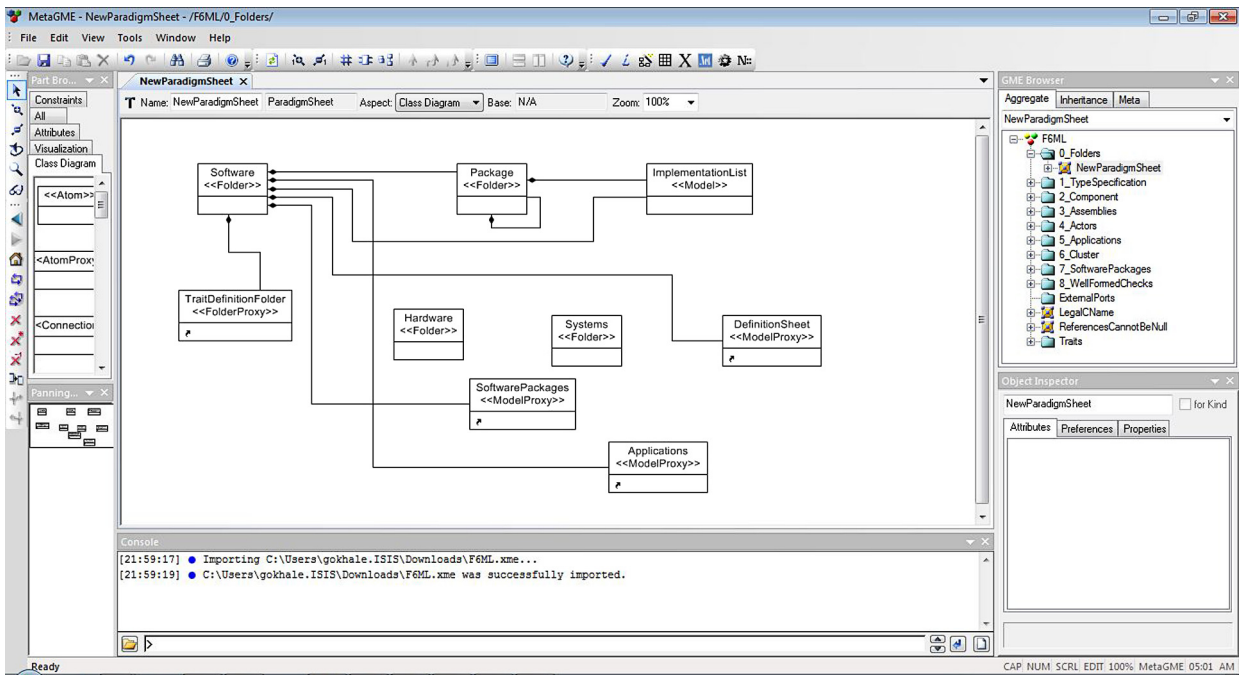 MetaGME - NewParadigmSheet - /F6ML/0_Folders/
File Edit View Tools Window Help
Part Bro...
Constraints
All
Attributes
Visualization
Class Diagram
<<Atom>>
<AtomProxy
<Connection
Panning...
NewParadigmSheet
Name: NewParadigmSheet ParadigmSheet Aspect: Class Diagram Base: N/A Zoom: 100%
Software
<<Folder>>
Package
<<Folder>>
ImplementationList
<<Model>>
TraitDefinitionFolder
<<FolderProxy>>
Hardware
<<Folder>>
Systems
<<Folder>>
DefinitionSheet
<<ModelProxy>>
SoftwarePackages
<<ModelProxy>>
Applications
<<ModelProxy>>
Console
[21:59:17] Importing C:\Users\gokhale.ISIS\Downloads\F6ML.xme...
[21:59:19] C:\Users\gokhale.ISIS\Downloads\F6ML.xme was successfully imported.
GME Browser
Aggregate Inheritance Meta
NewParadigmSheet
F6ML
0_Folders
NewParadigmSheet
1_TypeSpecification
2_Component
3_Assemblies
4_Actors
5_Applications
6_Cluster
7_SoftwarePackages
8_WellFormedChecks
ExternalPorts
LegalCName
ReferencesCannotBeNull
Traits
Object Inspector
NewParadigmSheet for Kind
Attributes Preferences Properties
Ready
CAP NUM SCRL EDIT 100% MetaGME 05:01 AM